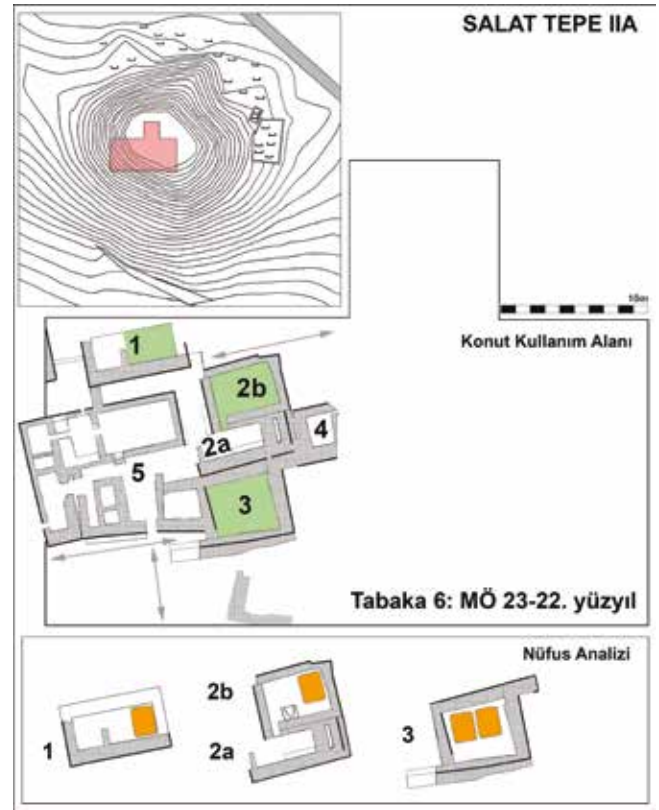 SALAT TEPE IIA
10m
Konut Kullanım Alanı
1
2b
2a
4
5
3
Tabaka 6: MÖ 23-22. yüzyıl
Nüfus Analizi
2b
3
1
2a